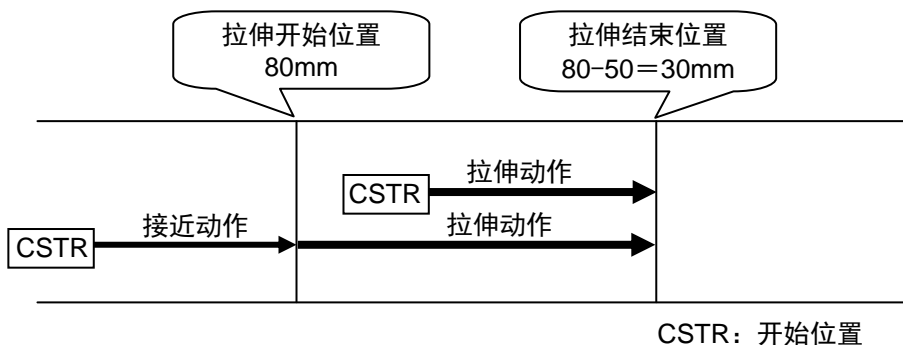 拉伸开始位置
80mm
拉伸结束位置
80-50＝30mm
CSTR
拉伸动作
CSTR
接近动作
拉伸动作
CSTR：开始位置